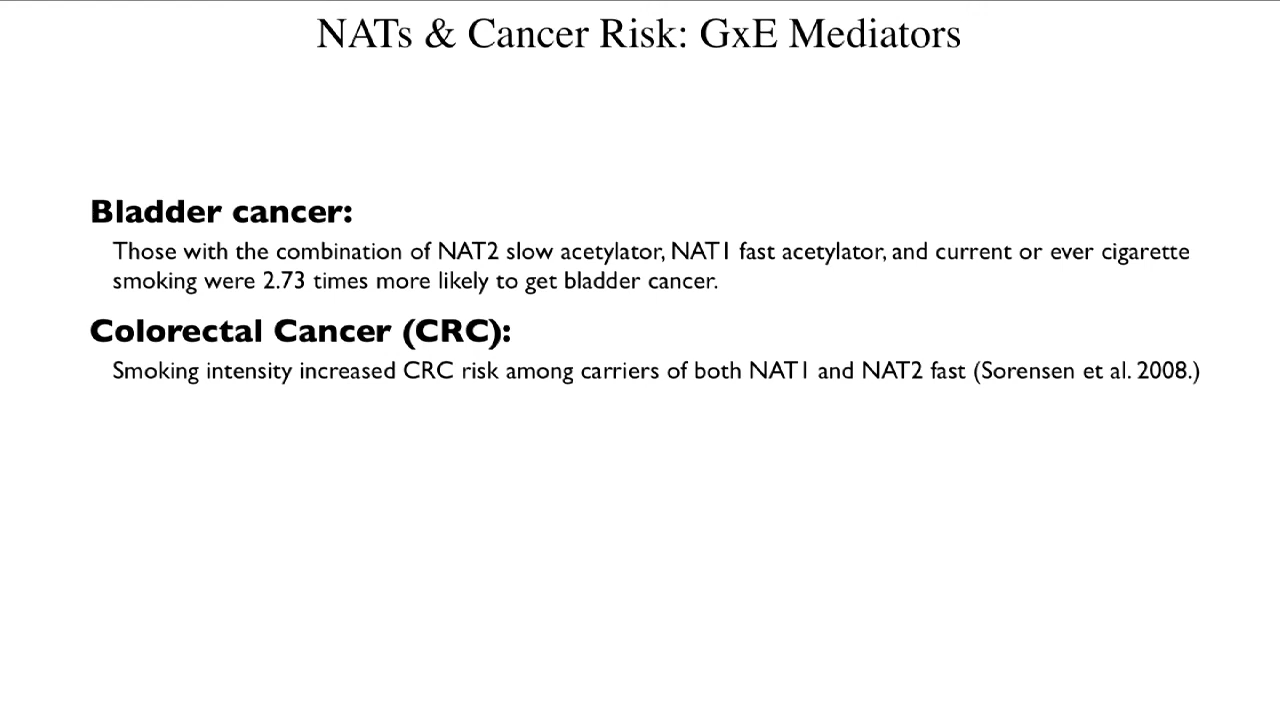 NATs & Cancer Risk: GxE Mediators
Bladder cancer:
Those with the combination of NAT2 slow acetylator, NAT1 fast acetylator, and current or ever cigarette
smoking were 2.73 times more likely to get bladder cancer.
Colorectal Cancer (CRC):
Smoking intensity increased CRC risk among carriers of both NAT1 and NAT2 fast (Sorensen et al. 2008.)